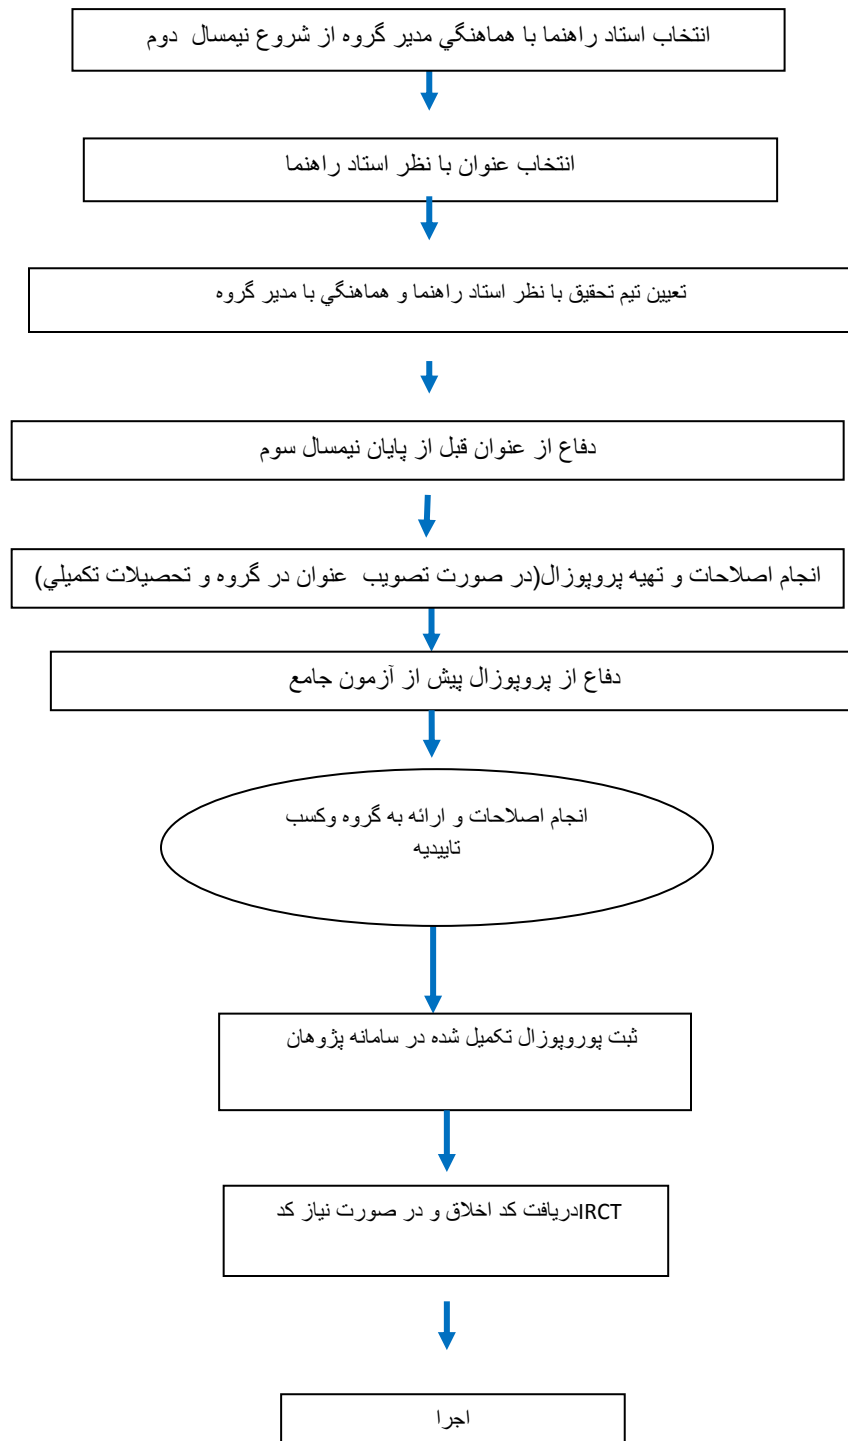 انتخاب استاد راهنما با هماهنگي مدير گروه از شروع نيمسال دوم
انتخاب عنوان با نظر استاد راهنما
تعيين تيم تحقيق با نظر استاد راهنما و هماهنگي با مدير گروه
دفاع از عنوان قبل از پايان نيمسال سوم
انجام اصلاحات و تهيه پروپوزال(در صورت تصويب عنوان در گروه و تحصيلات تكميلي)
دفاع از پروپوزال پيش از آزمون جامع
انجام اصلاحات و ارائه به گروه وكسب
تاييديه
ثبت پوروپوزال تكميل شده در سامانه پژوهان
IRCTدريافت كد اخلاق و در صورت نياز كد
اجرا